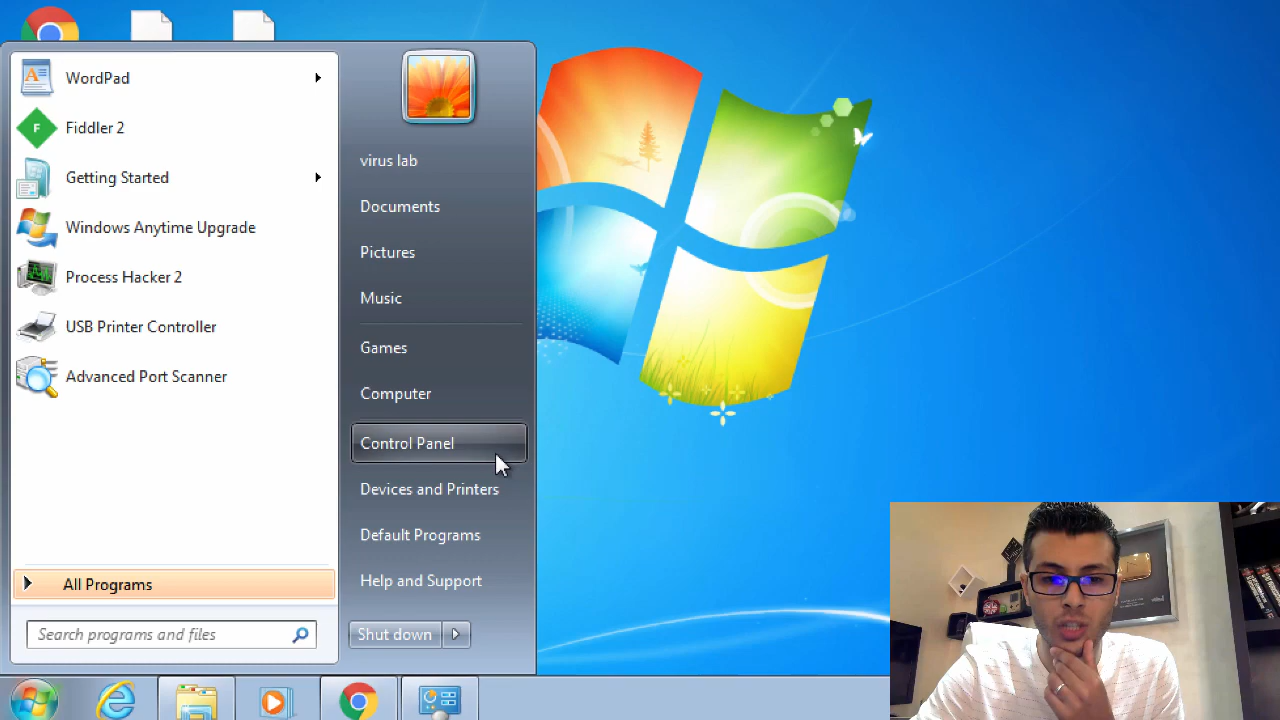 WordPad
Fiddler 2
Getting Started
Windows Anytime Upgrade
Process Hacker 2
USB Printer Controller
Advanced Port Scanner
All Programs
Search programs and files
virus lab
Documents
Pictures
Music
Games
Computer
Control Panel
Devices and Printers
Default Programs
Help and Support
Shut down